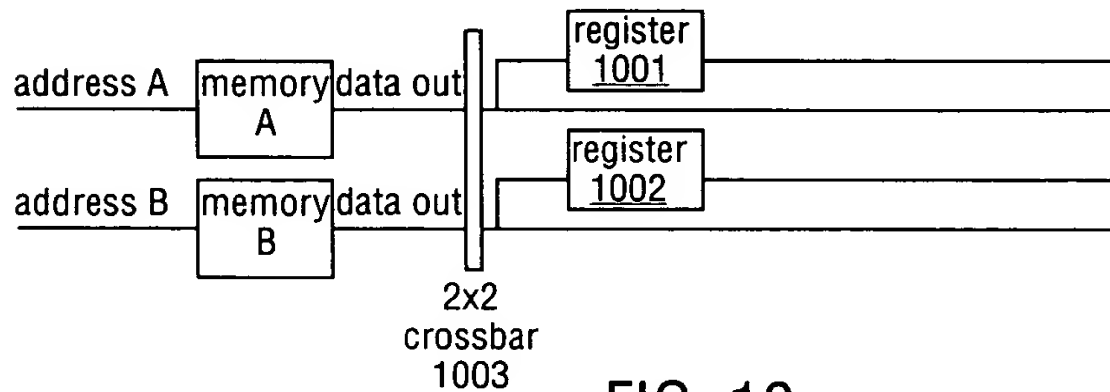 register
1001
address A
memory
A
data out
register
1002
address B
memory
B
data out
2x2
crossbar
1003